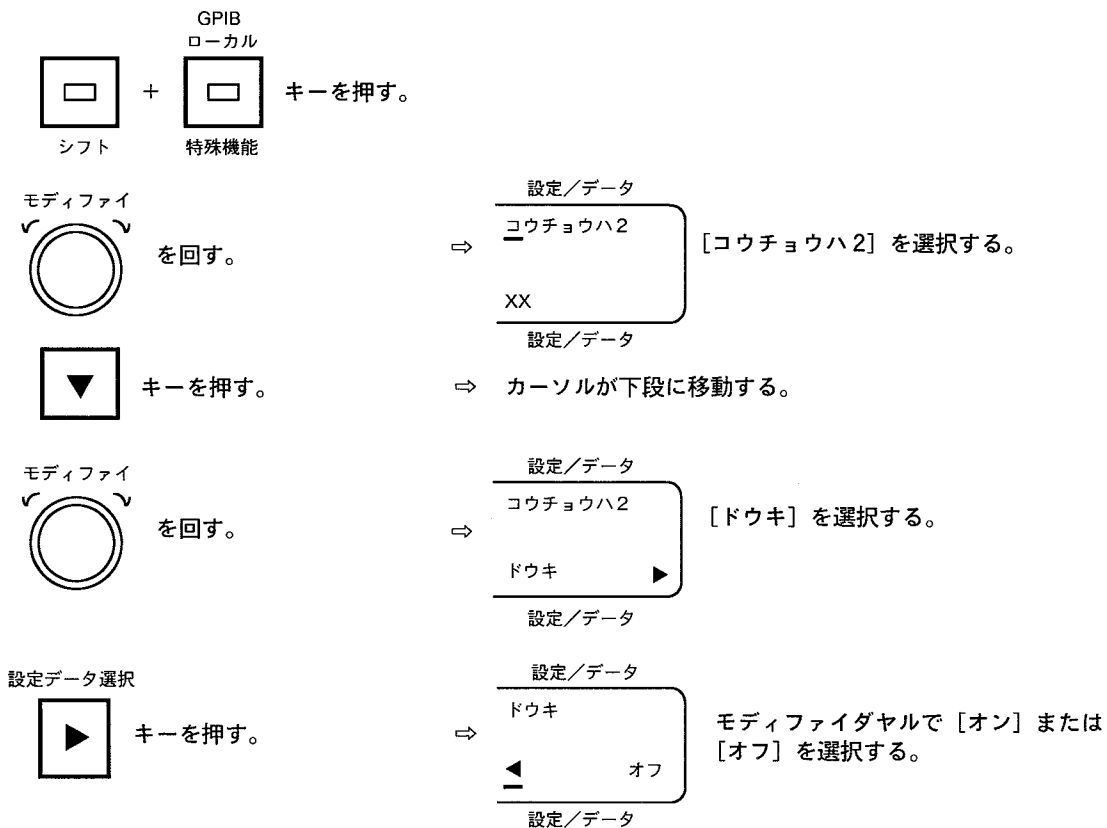 GPIB
ローカル
+ キーを押す。
シフト 特殊機能
モディファイ
を回す。
⇨
設定／データ
コウチョウハ2
XX
設定／データ
［コウチョウハ2］を選択する。
▼ キーを押す。
⇨ カーソルが下段に移動する。
モディファイ
を回す。
⇨
設定／データ
コウチョウハ2
ドウキ ▶
設定／データ
［ドウキ］を選択する。
設定データ選択
▶ キーを押す。
⇨
設定／データ
ドウキ
◀ オフ
設定／データ
モディファイダヤルで［オン］または
［オフ］を選択する。